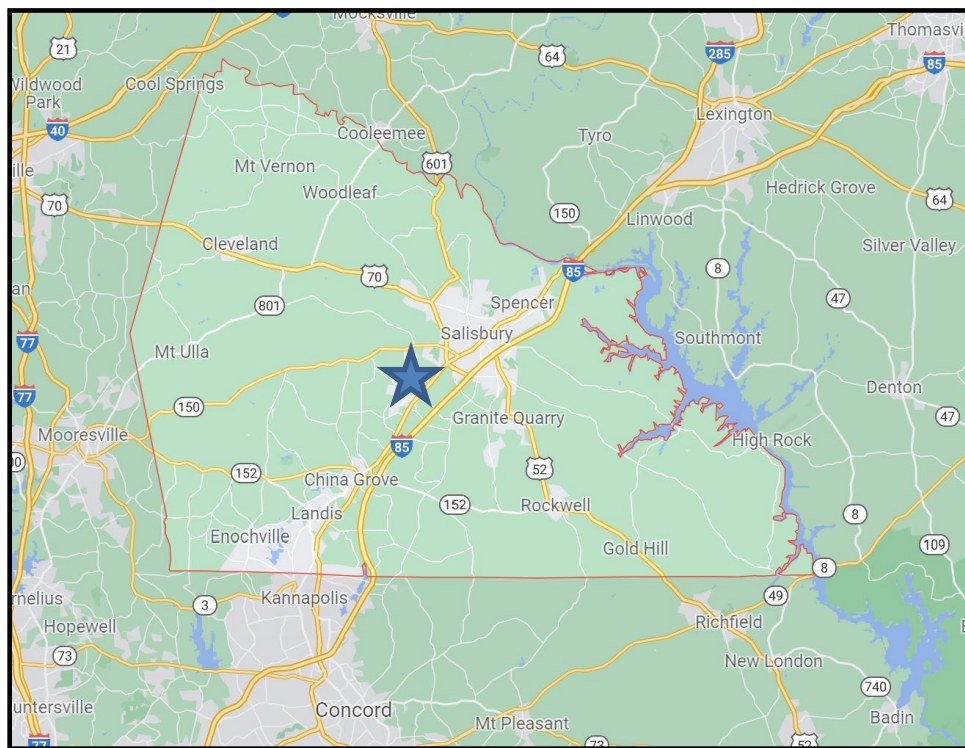 Mocksville
Thomasvi
21
64
285
85
Wildwood
Park
Cool Springs
Lexington
40
Cooleemee
Tyro
ille
Mt Vernon
601
Hedrick Grove
Woodleaf
70
150
Linwood
64
Cleveland
70
85
8
Silver Valley
801
Spencer
47
77
Salisbury
Southmont
Mt Ulla
77
150
Denton
Mooresville
Granite Quarry
47
85
High Rock
152
China Grove
52
152
Rockwell
Landis
8
Enochville
Gold Hill
109
8
rnelius
3
Kannapolis
49
Hopewell
Richfield
73
New London
740
untersville
Concord
Badin
Mt Pleasant
77
73
52